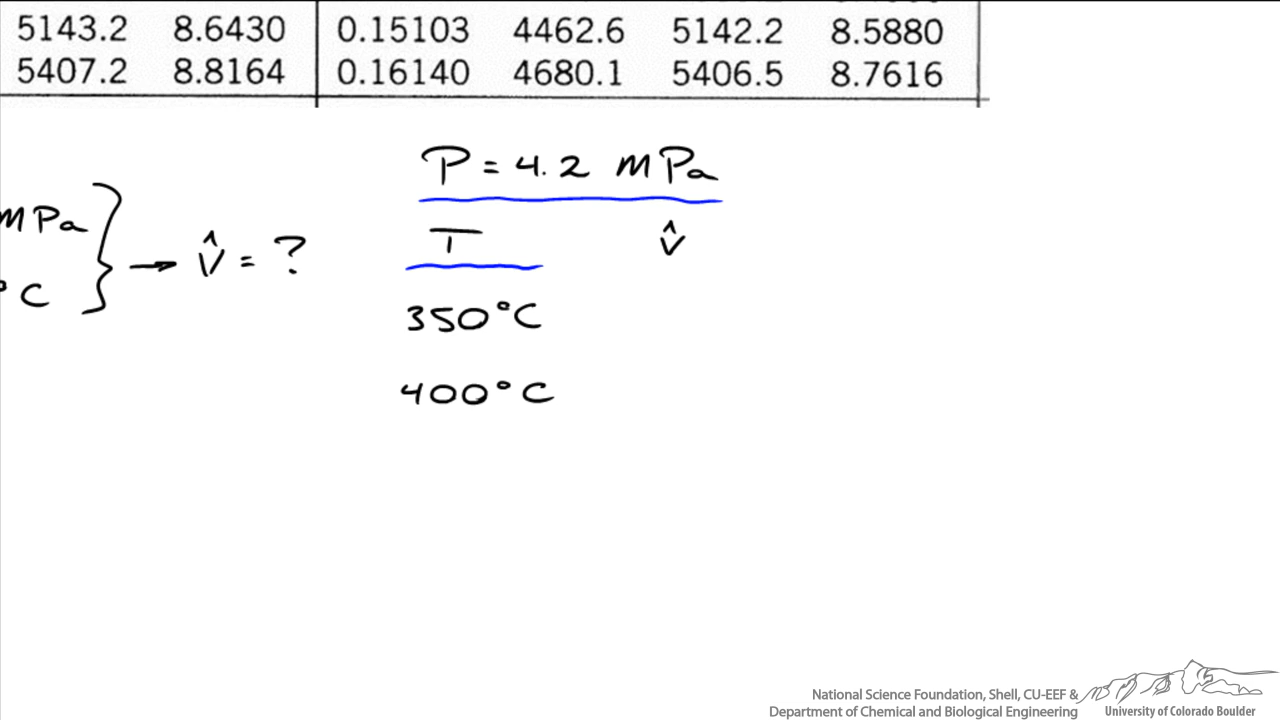 5143.2 8.6430 0.15103 4462.6 5142.2 8.5880
5407.2 8.8164 0.16140 4680.1 5406.5 8.7616
P = 4.2 MPa
MPa
°C
→ v̂ = ?
T v̂
350°C
400°C
National Science Foundation, Shell, CU-EEF &
Department of Chemical and Biological Engineering
University of Colorado Boulder